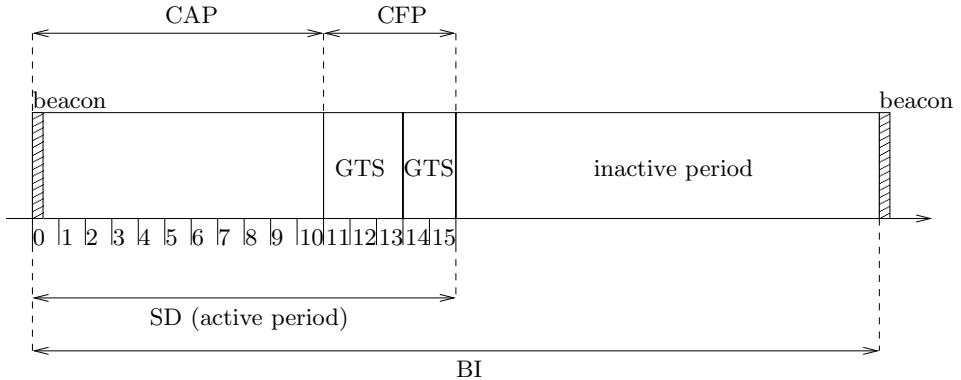 CAP CFP
beacon beacon
GTS GTS inactive period
0 1 2 3 4 5 6 7 8 9 10 11 12 13 14 15
SD (active period)
BI